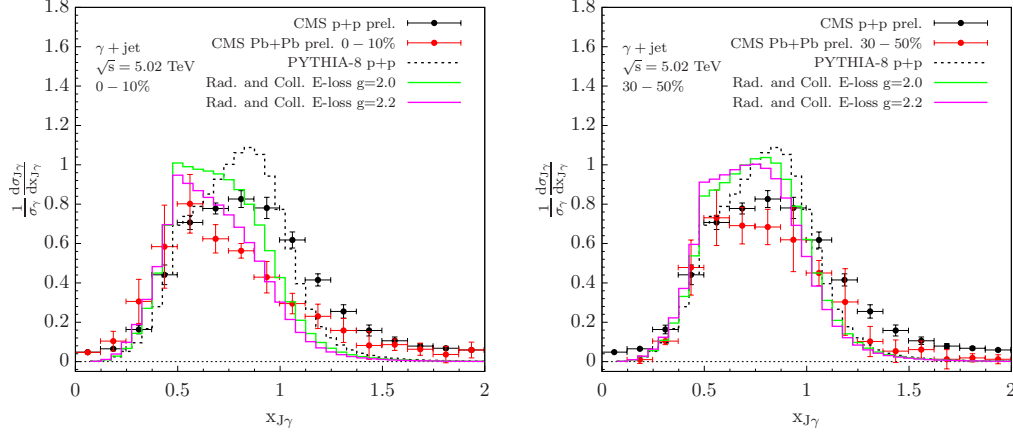 1.8
1.6
1.4
1.2
1
0.8
0.6
0.4
0.2
0
0
0.5
1
1.5
2
1/σγ dσJγ/dxJγ
xJγ
γ + jet
√s = 5.02 TeV
0 – 10%
CMS p+p prel.
CMS Pb+Pb prel. 0 – 10%
PYTHIA-8 p+p
Rad. and Coll. E-loss g=2.0
Rad. and Coll. E-loss g=2.2
1.8
1.6
1.4
1.2
1
0.8
0.6
0.4
0.2
0
0
0.5
1
1.5
2
1/σγ dσJγ/dxJγ
xJγ
γ + jet
√s = 5.02 TeV
30 – 50%
CMS p+p prel.
CMS Pb+Pb prel. 30 – 50%
PYTHIA-8 p+p
Rad. and Coll. E-loss g=2.0
Rad. and Coll. E-loss g=2.2